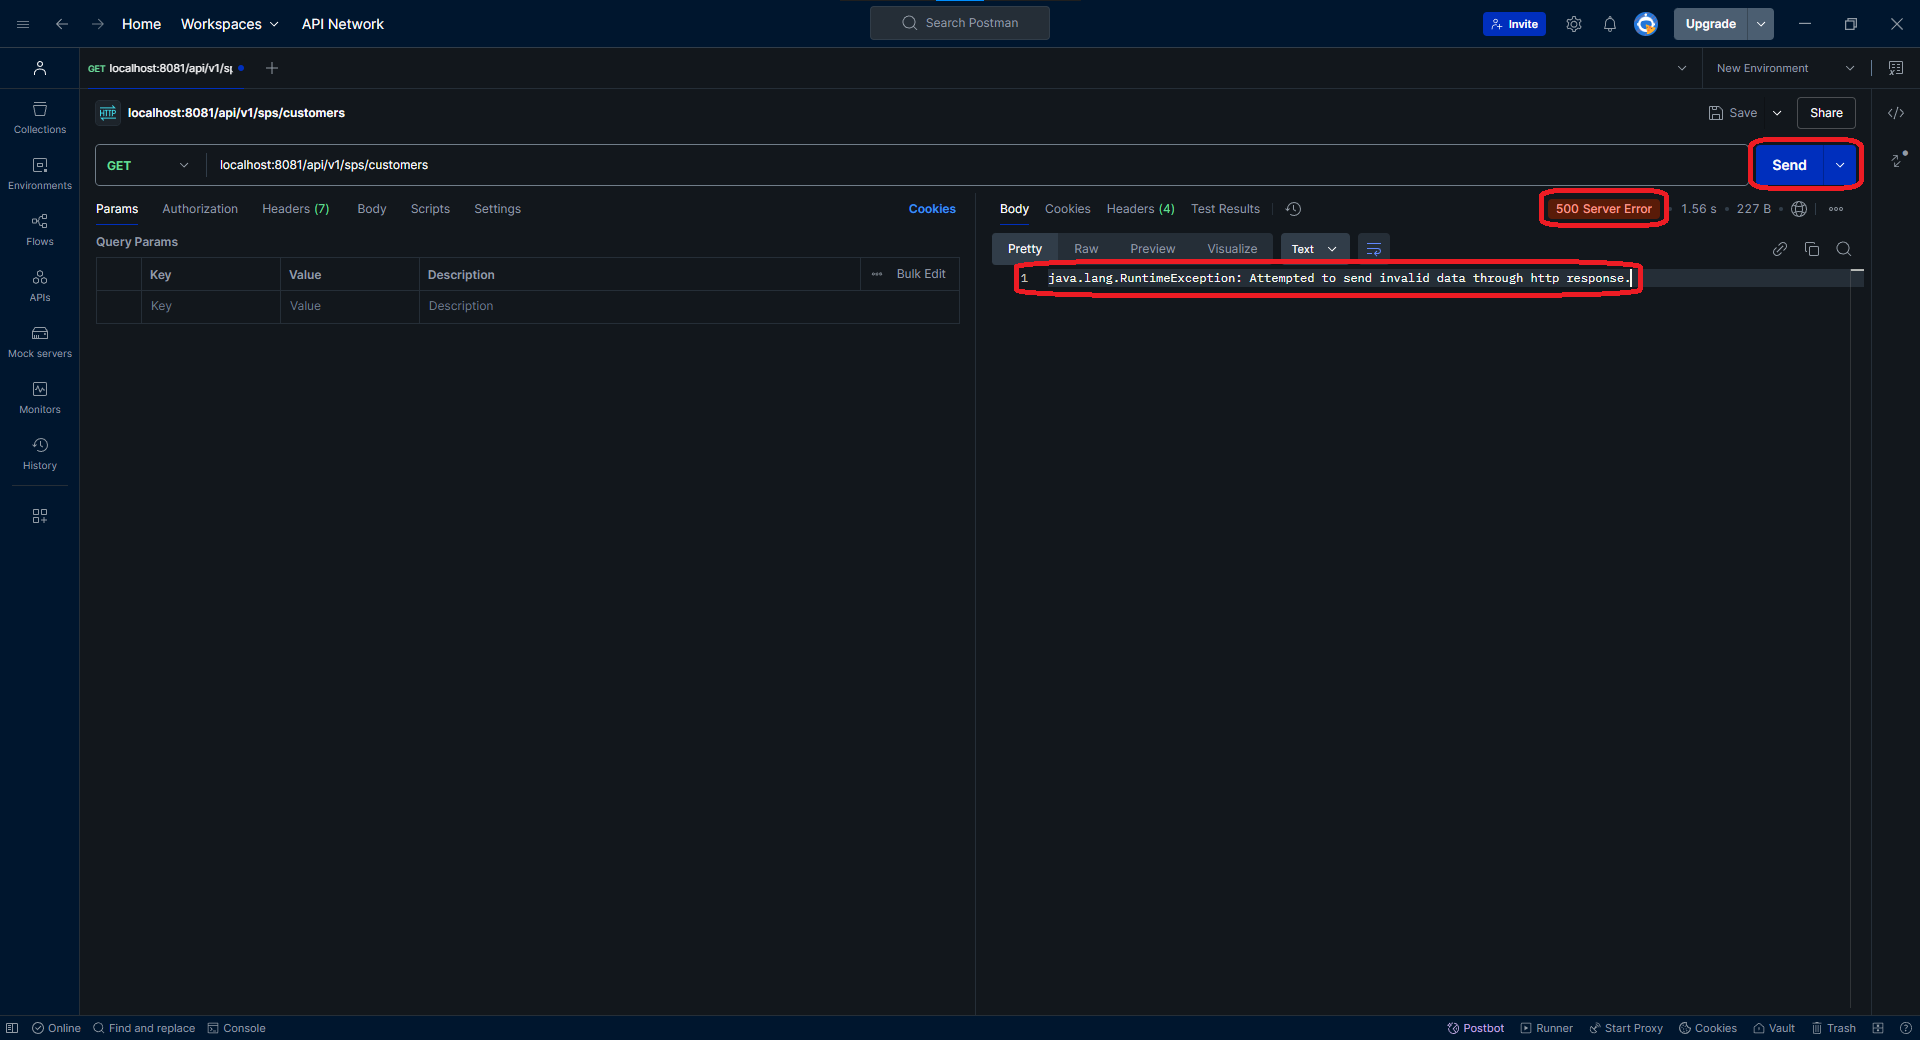 Home Workspaces API Network Search Postman Invite Upgrade
GET localhost:8081/api/v1/s New Environment
HTTP localhost:8081/api/v1/sps/customers Save Share
GET localhost:8081/api/v1/sps/customers Send
Params Authorization Headers (7) Body Scripts Settings Cookies
Query Params
Key Value Description Bulk Edit
Key Value Description
Body Cookies Headers (4) Test Results 500 Server Error 1.56 s 227 B
Pretty Raw Preview Visualize Text
1 java.lang.RuntimeException: Attempted to send invalid data through http response.
Collections
Environments
Flows
APIs
Mock servers
Monitors
History
Online Find and replace Console Postbot Runner Start Proxy Cookies Vault Trash